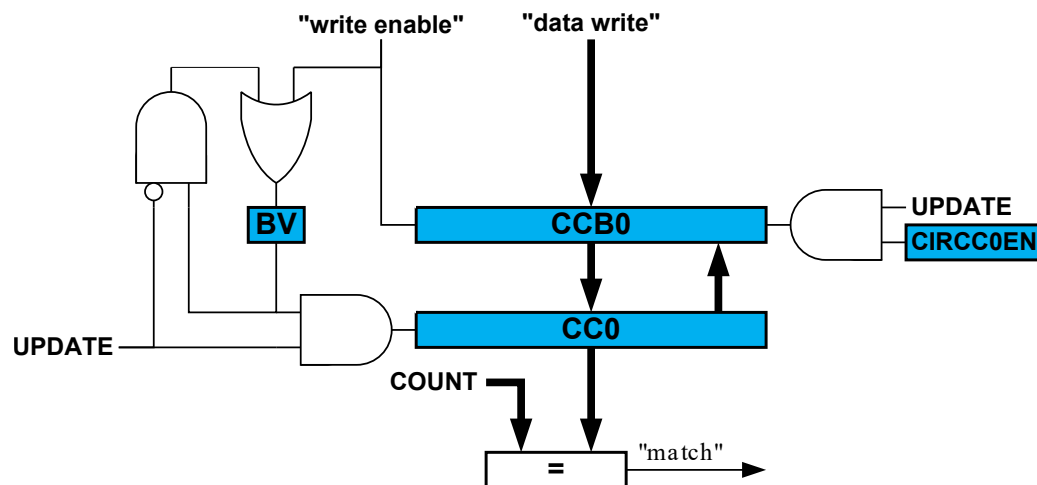 "write enable"
"data write"
BV
CCB0
UPDATE
CIRCC0EN
UPDATE
CC0
COUNT
=
"match"